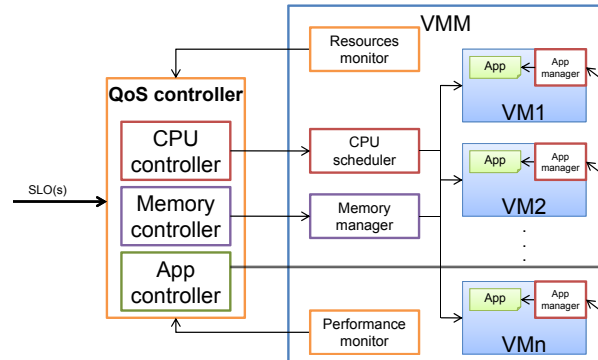 VMM
Resources
monitor
QoS controller
CPU
controller
CPU
scheduler
SLO(s)
Memory
controller
Memory
manager
App
controller
Performance
monitor
App
App
manager
VM1
App
App
manager
VM2
.
.
.
.
App
App
manager
VMn